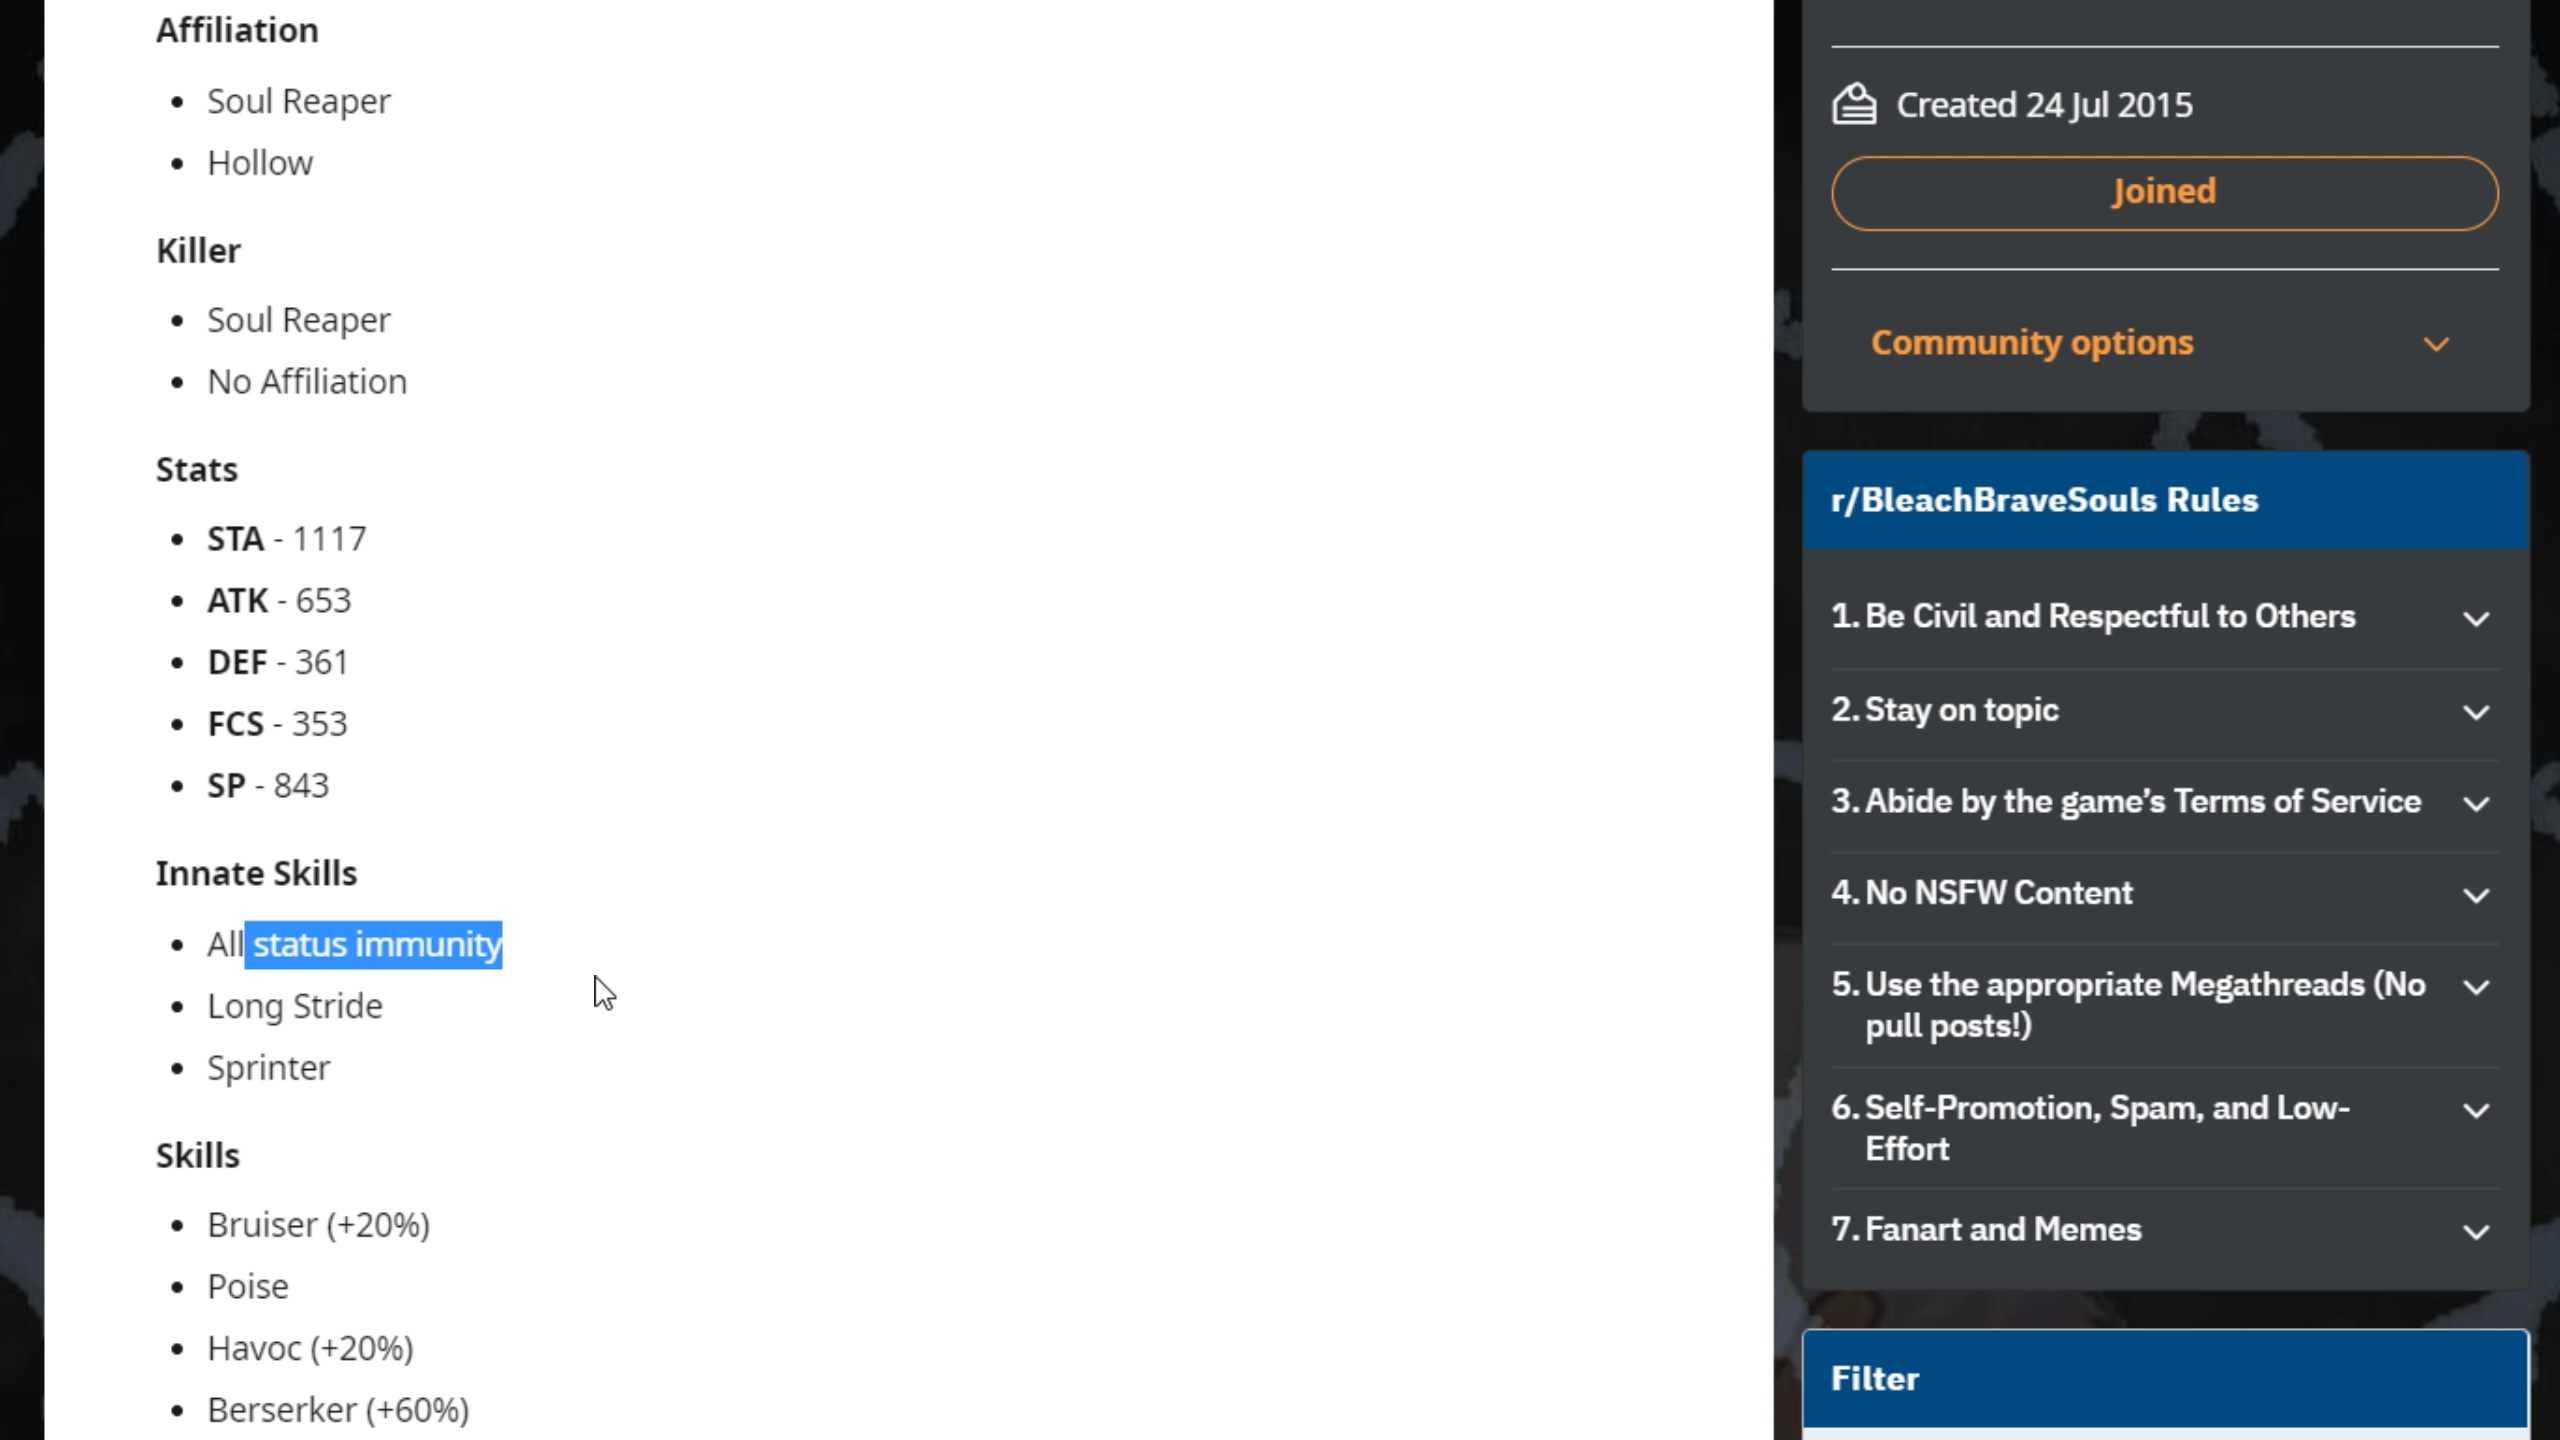 Affiliation
Soul Reaper
Hollow
Killer
Soul Reaper
No Affiliation
Stats
STA - 1117
ATK - 653
DEF - 361
FCS - 353
SP - 843
Innate Skills
All status immunity
Long Stride
Sprinter
Skills
Bruiser (+20%)
Poise
Havoc (+20%)
Berserker (+60%)
Created 24 Jul 2015
Joined
Community options
r/BleachBraveSouls Rules
1. Be Civil and Respectful to Others
2. Stay on topic
3. Abide by the game’s Terms of Service
4. No NSFW Content
5. Use the appropriate Megathreads (No
pull posts!)
6. Self-Promotion, Spam, and Low-
Effort
7. Fanart and Memes
Filter